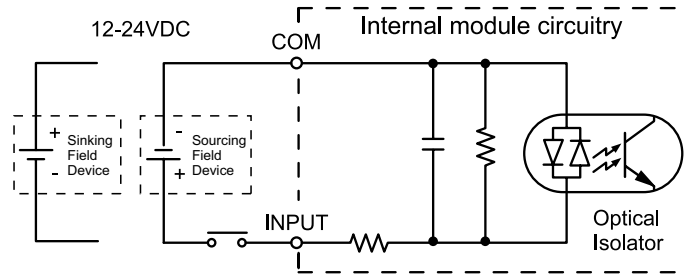 12-24VDC
COM
Internal module circuitry
+
Sinking
Field
Device
-
-
Sourcing
Field
Device
+
INPUT
Optical
Isolator